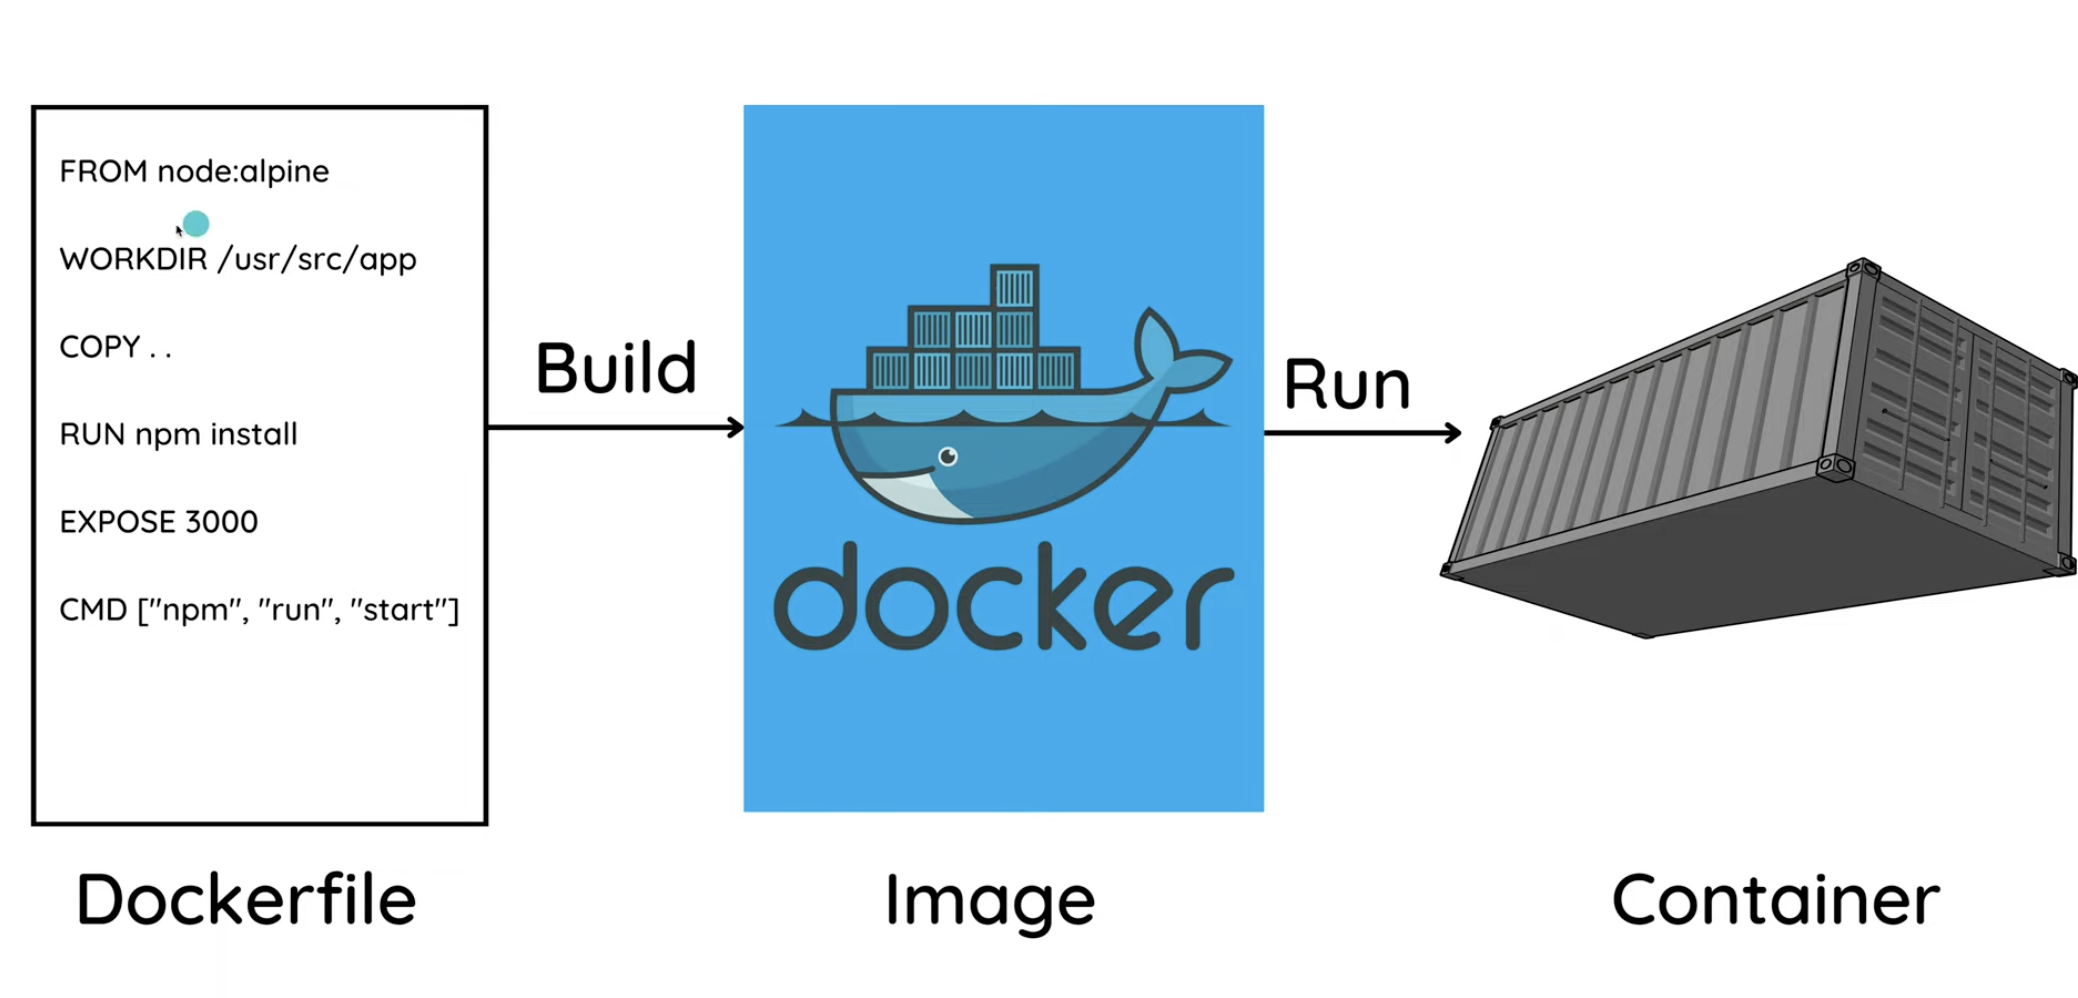 FROM node:alpine
WORKDIR /usr/src/app
COPY . .
RUN npm install
EXPOSE 3000
CMD ["npm", "run", "start"]
Build
docker
Run
Dockerfile
Image
Container